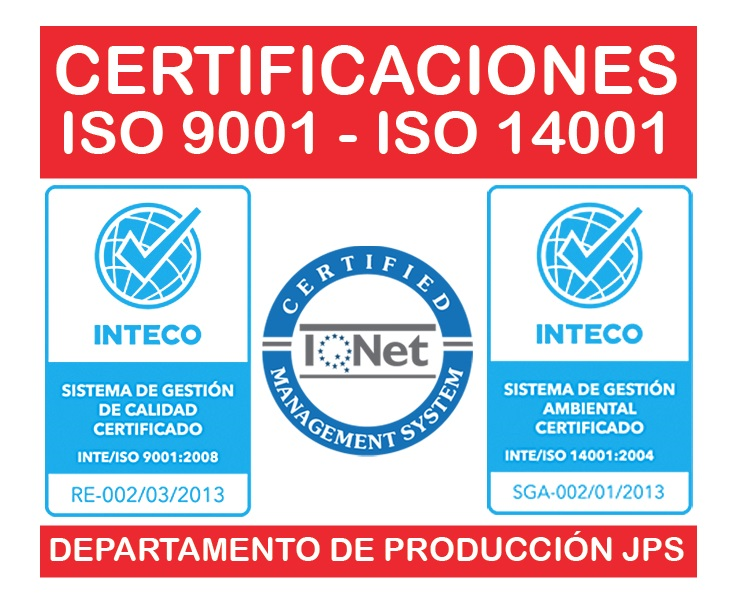 CERTIFICACIONES
ISO 9001 - ISO 14001
INTECO
SISTEMA DE GESTIÓN
DE CALIDAD
CERTIFICADO
INTE/ISO 9001:2008
RE-002/03/2013
CERTIFIED
IQNet
MANAGEMENT SYSTEM
INTECO
SISTEMA DE GESTIÓN
AMBIENTAL
CERTIFICADO
INTE/ISO 14001:2004
SGA-002/01/2013
DEPARTAMENTO DE PRODUCCIÓN JPS